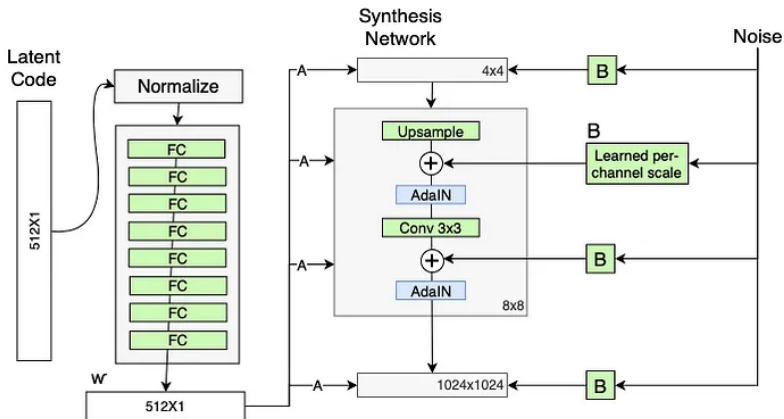 Synthesis
Network
Noise
Latent
Code
Normalize
512X1
FC
FC
FC
FC
FC
FC
FC
FC
W
512X1
A
A
A
A
4x4
B
Upsample
+
AdaIN
Conv 3x3
+
AdaIN
8x8
B
Learned per-
channel scale
B
1024x1024
B